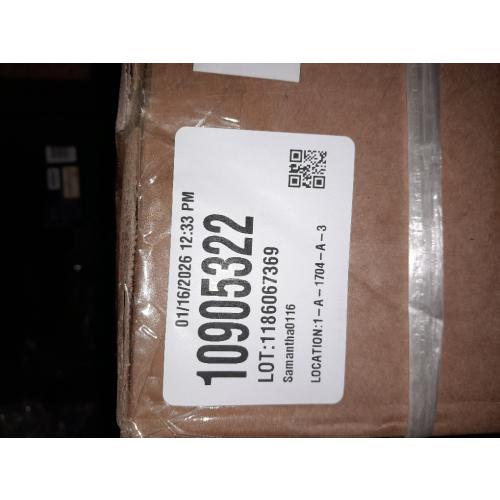 01/16/2026 12:33 PM
10905322
LOT:1186067369
Samantha0116
LOCATION:1-A-1704-A-3